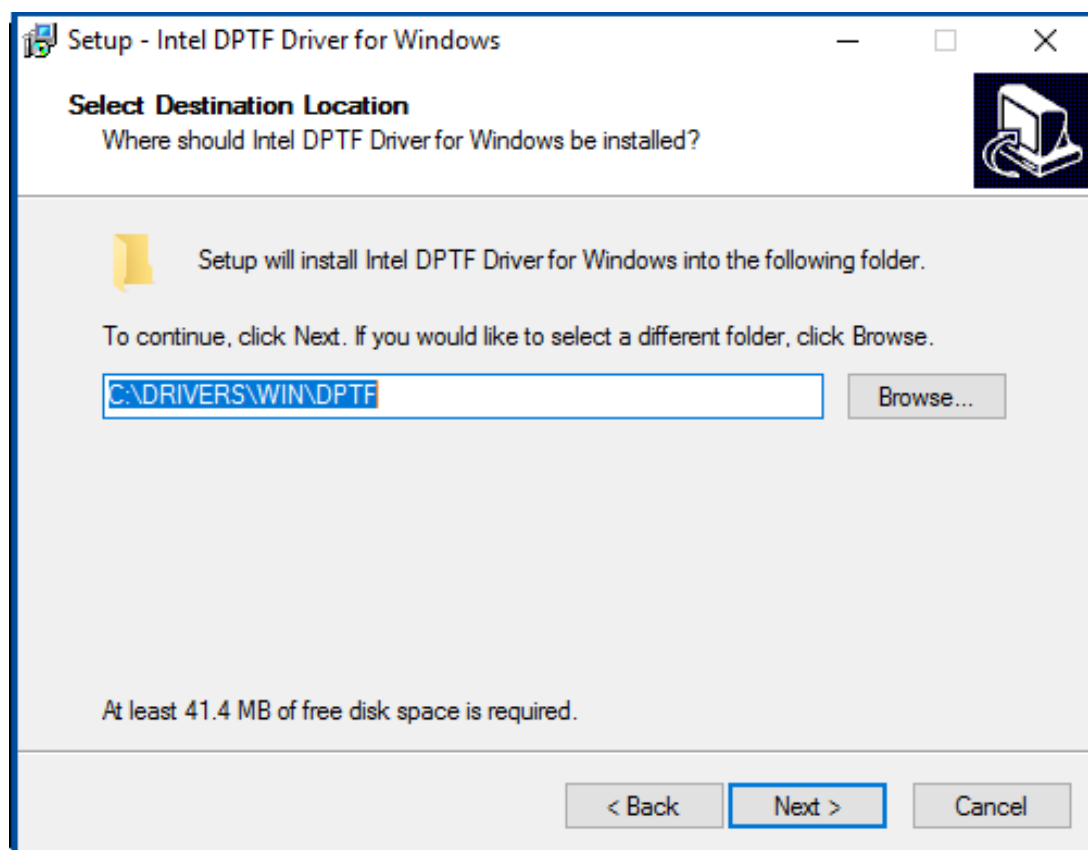 Setup - Intel DPTF Driver for Windows
Select Destination Location
Where should Intel DPTF Driver for Windows be installed?
Setup will install Intel DPTF Driver for Windows into the following folder.
To continue, click Next. If you would like to select a different folder, click Browse.
C:\DRIVERS\WIN\DPTF
Browse...
At least 41.4 MB of free disk space is required.
< Back
Next >
Cancel